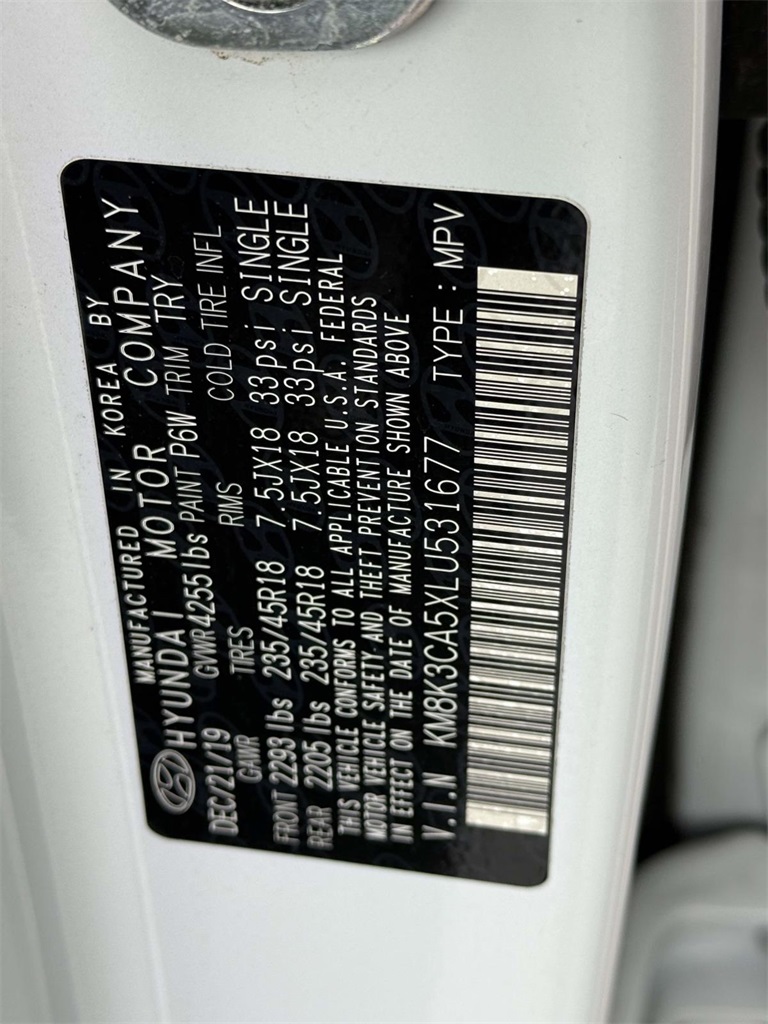 MANUFACTURED IN KOREA BY
HYUNDAI MOTOR COMPANY
DEC/21/19 GVWR 4255lbs PAINT P6W TRIM TRY
GAWR TIRES RIMS COLD TIRE INFL
FRONT 2293 lbs 235/45R18 7.5JX18 33psi SINGLE
REAR 2205 lbs 235/45R18 7.5JX18 33psi SINGLE
THIS VEHICLE CONFORMS TO ALL APPLICABLE U.S.A. FEDERAL
MOTOR VEHICLE SAFETY AND THEFT PREVENTION STANDARDS
IN EFFECT ON THE DATE OF MANUFACTURE SHOWN ABOVE
V.I.N KM8K3CA5XLU531677 TYPE : MPV